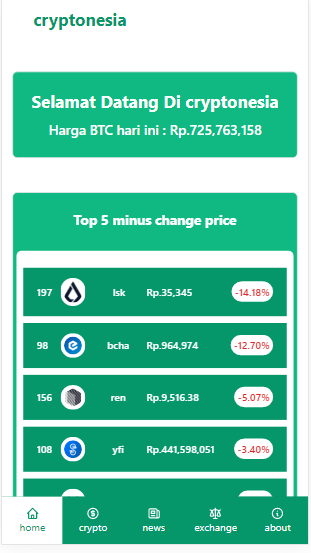 cryptonesia
Selamat Datang Di cryptonesia
Harga BTC hari ini : Rp.725,763,158
Top 5 minus change price
197 lsk Rp.35,345 -14.18%
98 bcha Rp.964,974 -12.70%
156 ren Rp.9,516.38 -5.07%
108 yfi Rp.441,598,051 -3.40%
home crypto news exchange about